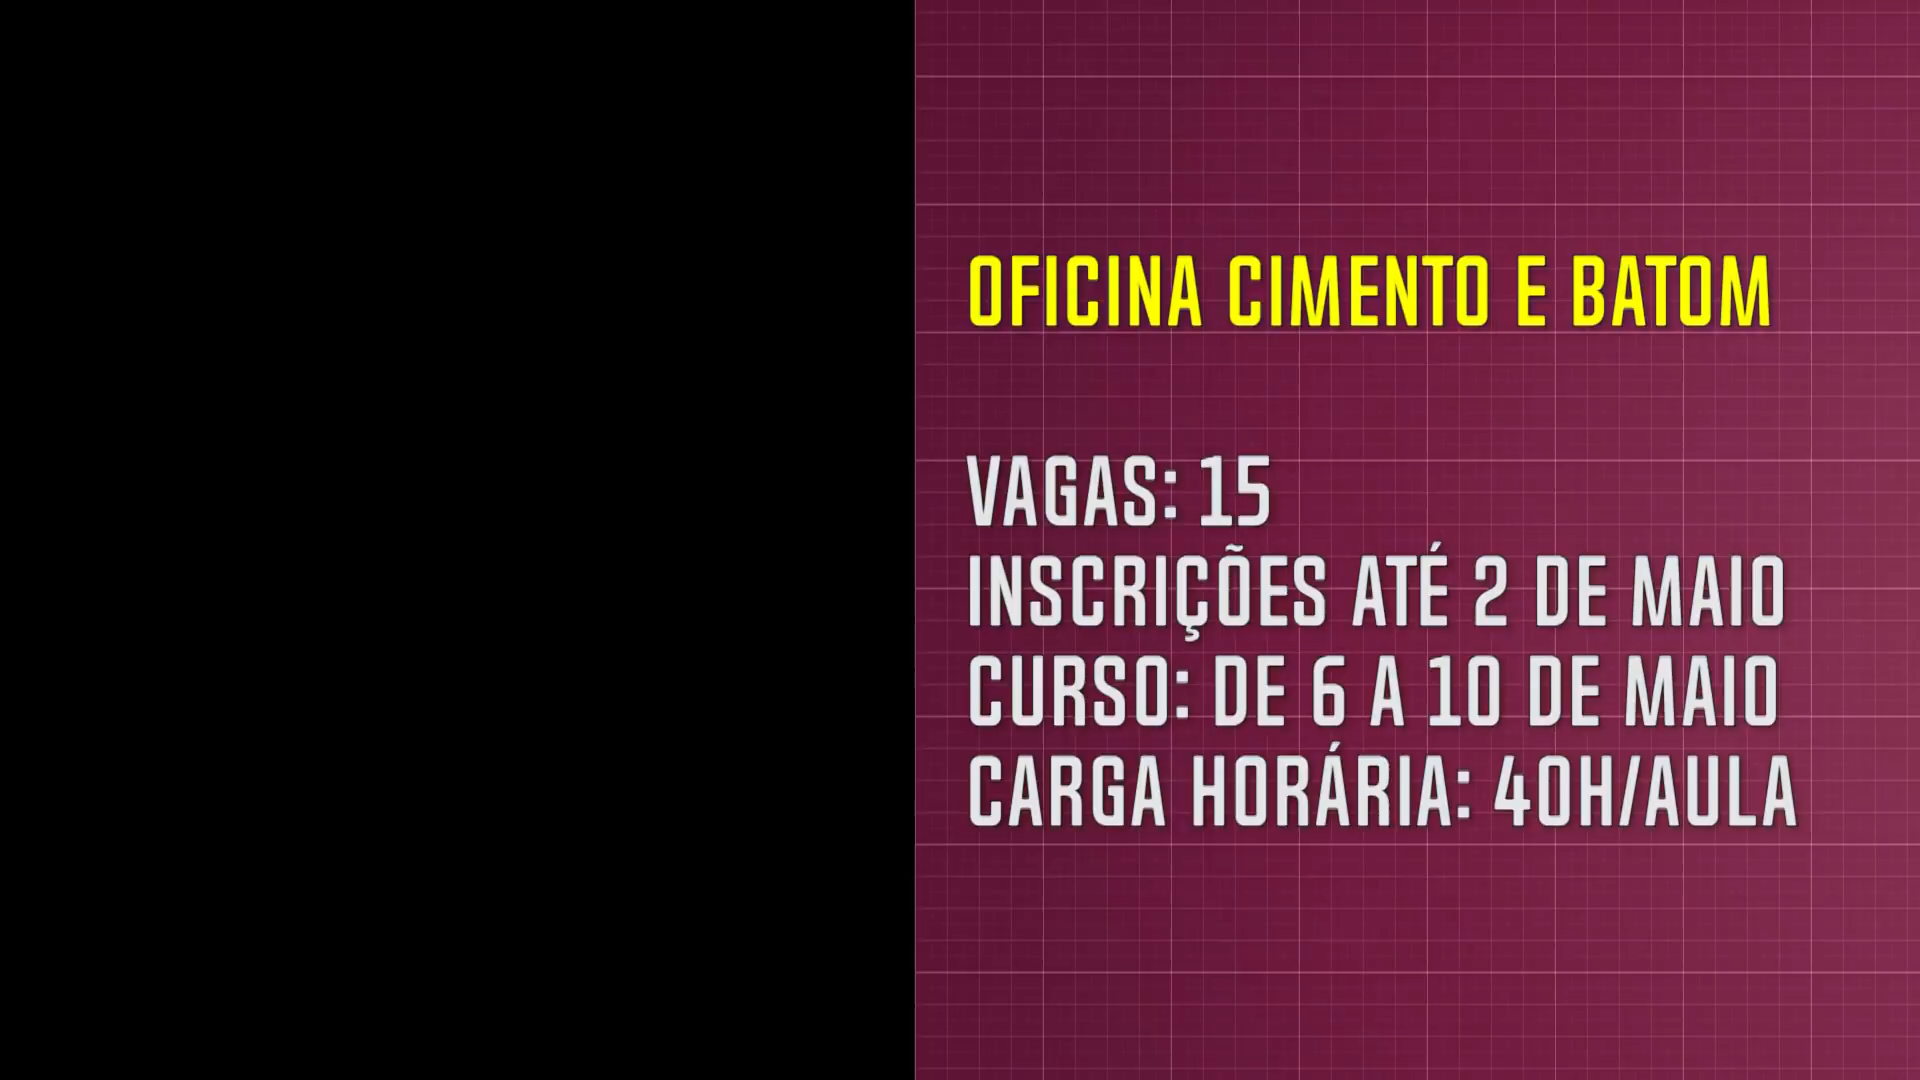 OFICINA CIMENTO E BATOM
VAGAS: 15
INSCRIÇÕES ATÉ 2 DE MAIO
CURSO: DE 6 A 10 DE MAIO
CARGA HORÁRIA: 40H/AULA